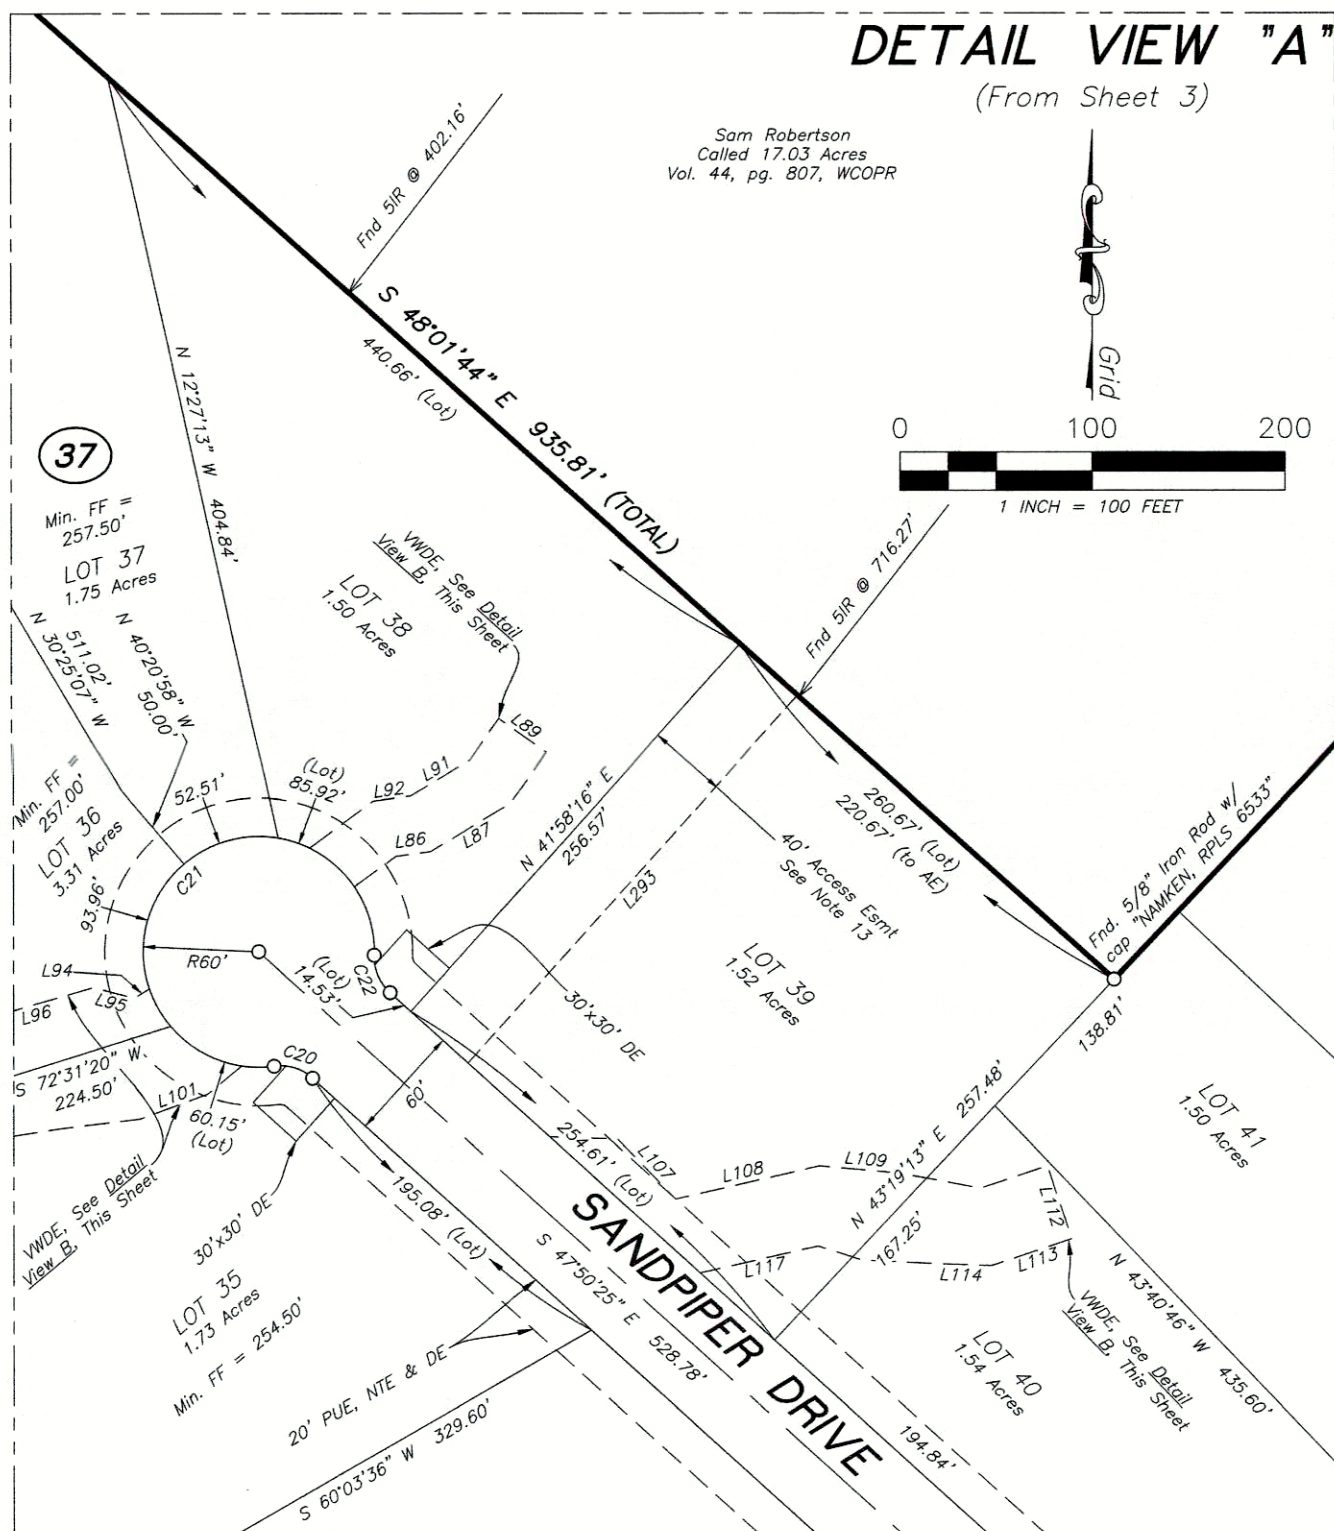 DETAIL VIEW "A"
(From Sheet 3)
Sam Robertson
Called 17.03 Acres
Vol. 44, pg. 807, WCOPR
Fnd 5IR @ 402.16'
S 48°01'44" E 935.81' (TOTAL)
440.66' (Lot)
Grid
0 100 200
1 INCH = 100 FEET
N 12°27'13" W 404.84'
37
Min. FF =
257.50'
LOT 37
1.75 Acres
VWDE, See Detail
View B, This Sheet
LOT 38
1.50 Acres
Fnd 5IR @ 716.27'
N 40°20'58" W
50.00'
511.02'
N 30°25'07" W
Min. FF =
257.00'
LOT 36
3.31 Acres
52.51'
(Lot)
85.92'
L92
L91
L89
L86
L87
N 41°58'16" E
256.57'
L293
40' Access Esmt
See Note 13
260.67' (Lot)
220.67' (to AE)
Fnd. 5/8" Iron Rod w/
cap "NAMKEN, RPLS 6533"
C21
93.96'
R60'
(Lot)
14.53'
C22
L94
L95
L96
30'x30' DE
LOT 39
1.52 Acres
138.81'
S 72°31'20" W
224.50'
L101
C20
60.15'
(Lot)
60'
257.48'
N 43°19'13" E
167.25'
LOT 41
1.50 Acres
254.61' (Lot)
L107
L108
L109
L112
L113
L114
L117
VWDE, See Detail
View B, This Sheet
30'x30' DE
195.08' (Lot)
SANDPIPER DRIVE
S 47°50'25" E 528.78'
N 43°40'46" W 435.60'
VWDE, See Detail
View B, This Sheet
LOT 35
1.73 Acres
Min. FF = 254.50'
20' PUE, NTE & DE
LOT 40
1.54 Acres
194.84'
S 60°03'36" W 329.60'